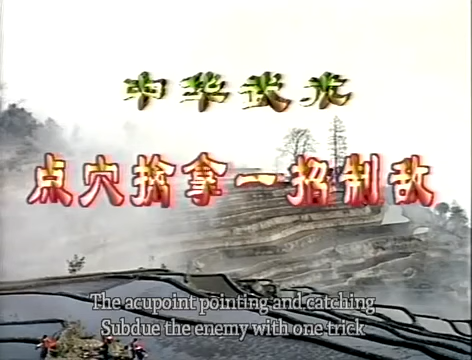 中华武术
点穴擒拿一招制敌
The acupoint pointing and catching
Subdue the enemy with one trick